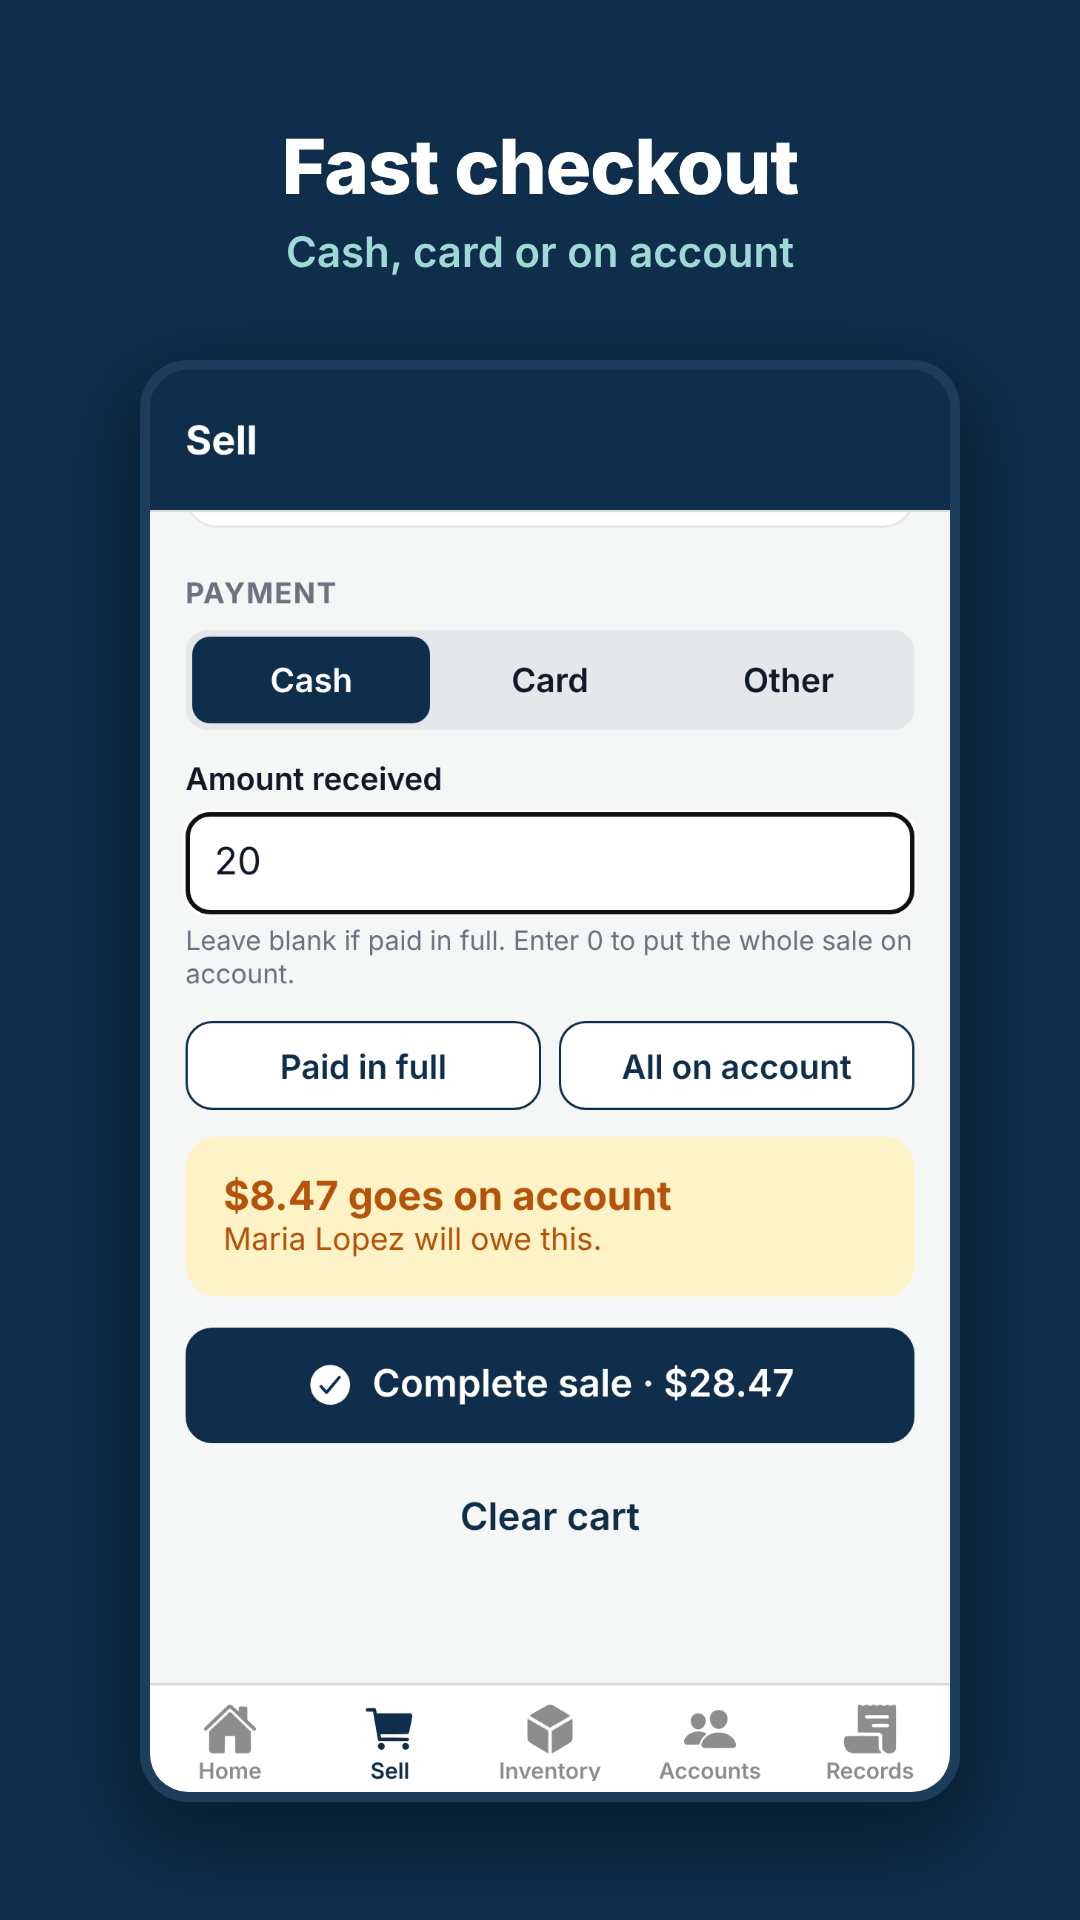 Fast checkout
Cash, card or on account
Sell
PAYMENT
Cash
Card
Other
Amount received
20
Leave blank if paid in full. Enter 0 to put the whole sale on
account.
Paid in full
All on account
$8.47 goes on account
Maria Lopez will owe this.
Complete sale · $28.47
Clear cart
Home
Sell
Inventory
Accounts
Records